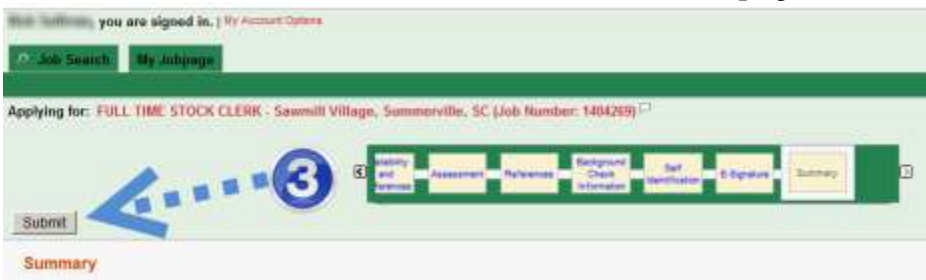 you are signed in. | My Account Options
Job Search My Jobpage
Applying for: FULL TIME STOCK CLERK - Sawmill Village, Summerville, SC (Job Number: 1404269)
3
and Assessment References Background Check Information Self Identification E-Signature Summary
Submit
Summary